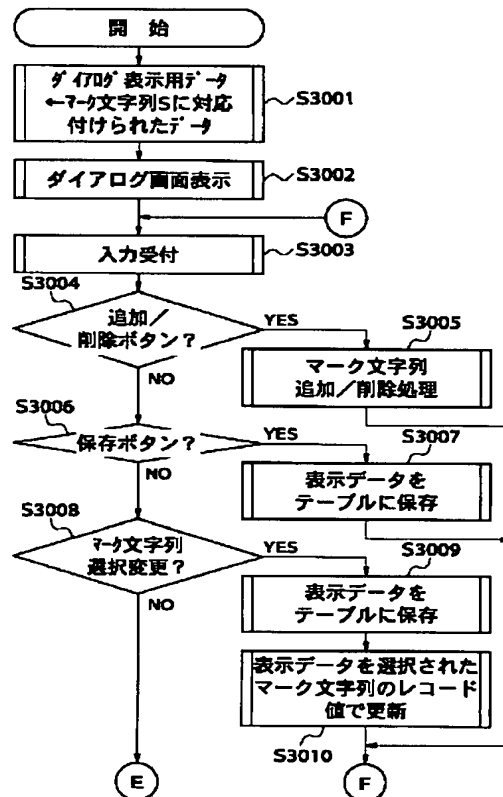 開 始
ダイアログ 表示用データ
←マーク文字列Sに対応
付けられたデータ
S3001
ダイアログ画面表示
S3002
F
入力受付
S3003
S3004
追加／
削除ボタン？
YES
NO
S3005
マーク文字列
追加／削除処理
S3006
保存ボタン？
YES
NO
S3007
表示データを
テーブルに保存
S3008
マーク文字列
選択変更？
YES
NO
S3009
表示データを
テーブルに保存
表示データを選択された
マーク文字列のレコード
値で更新
S3010
E
F